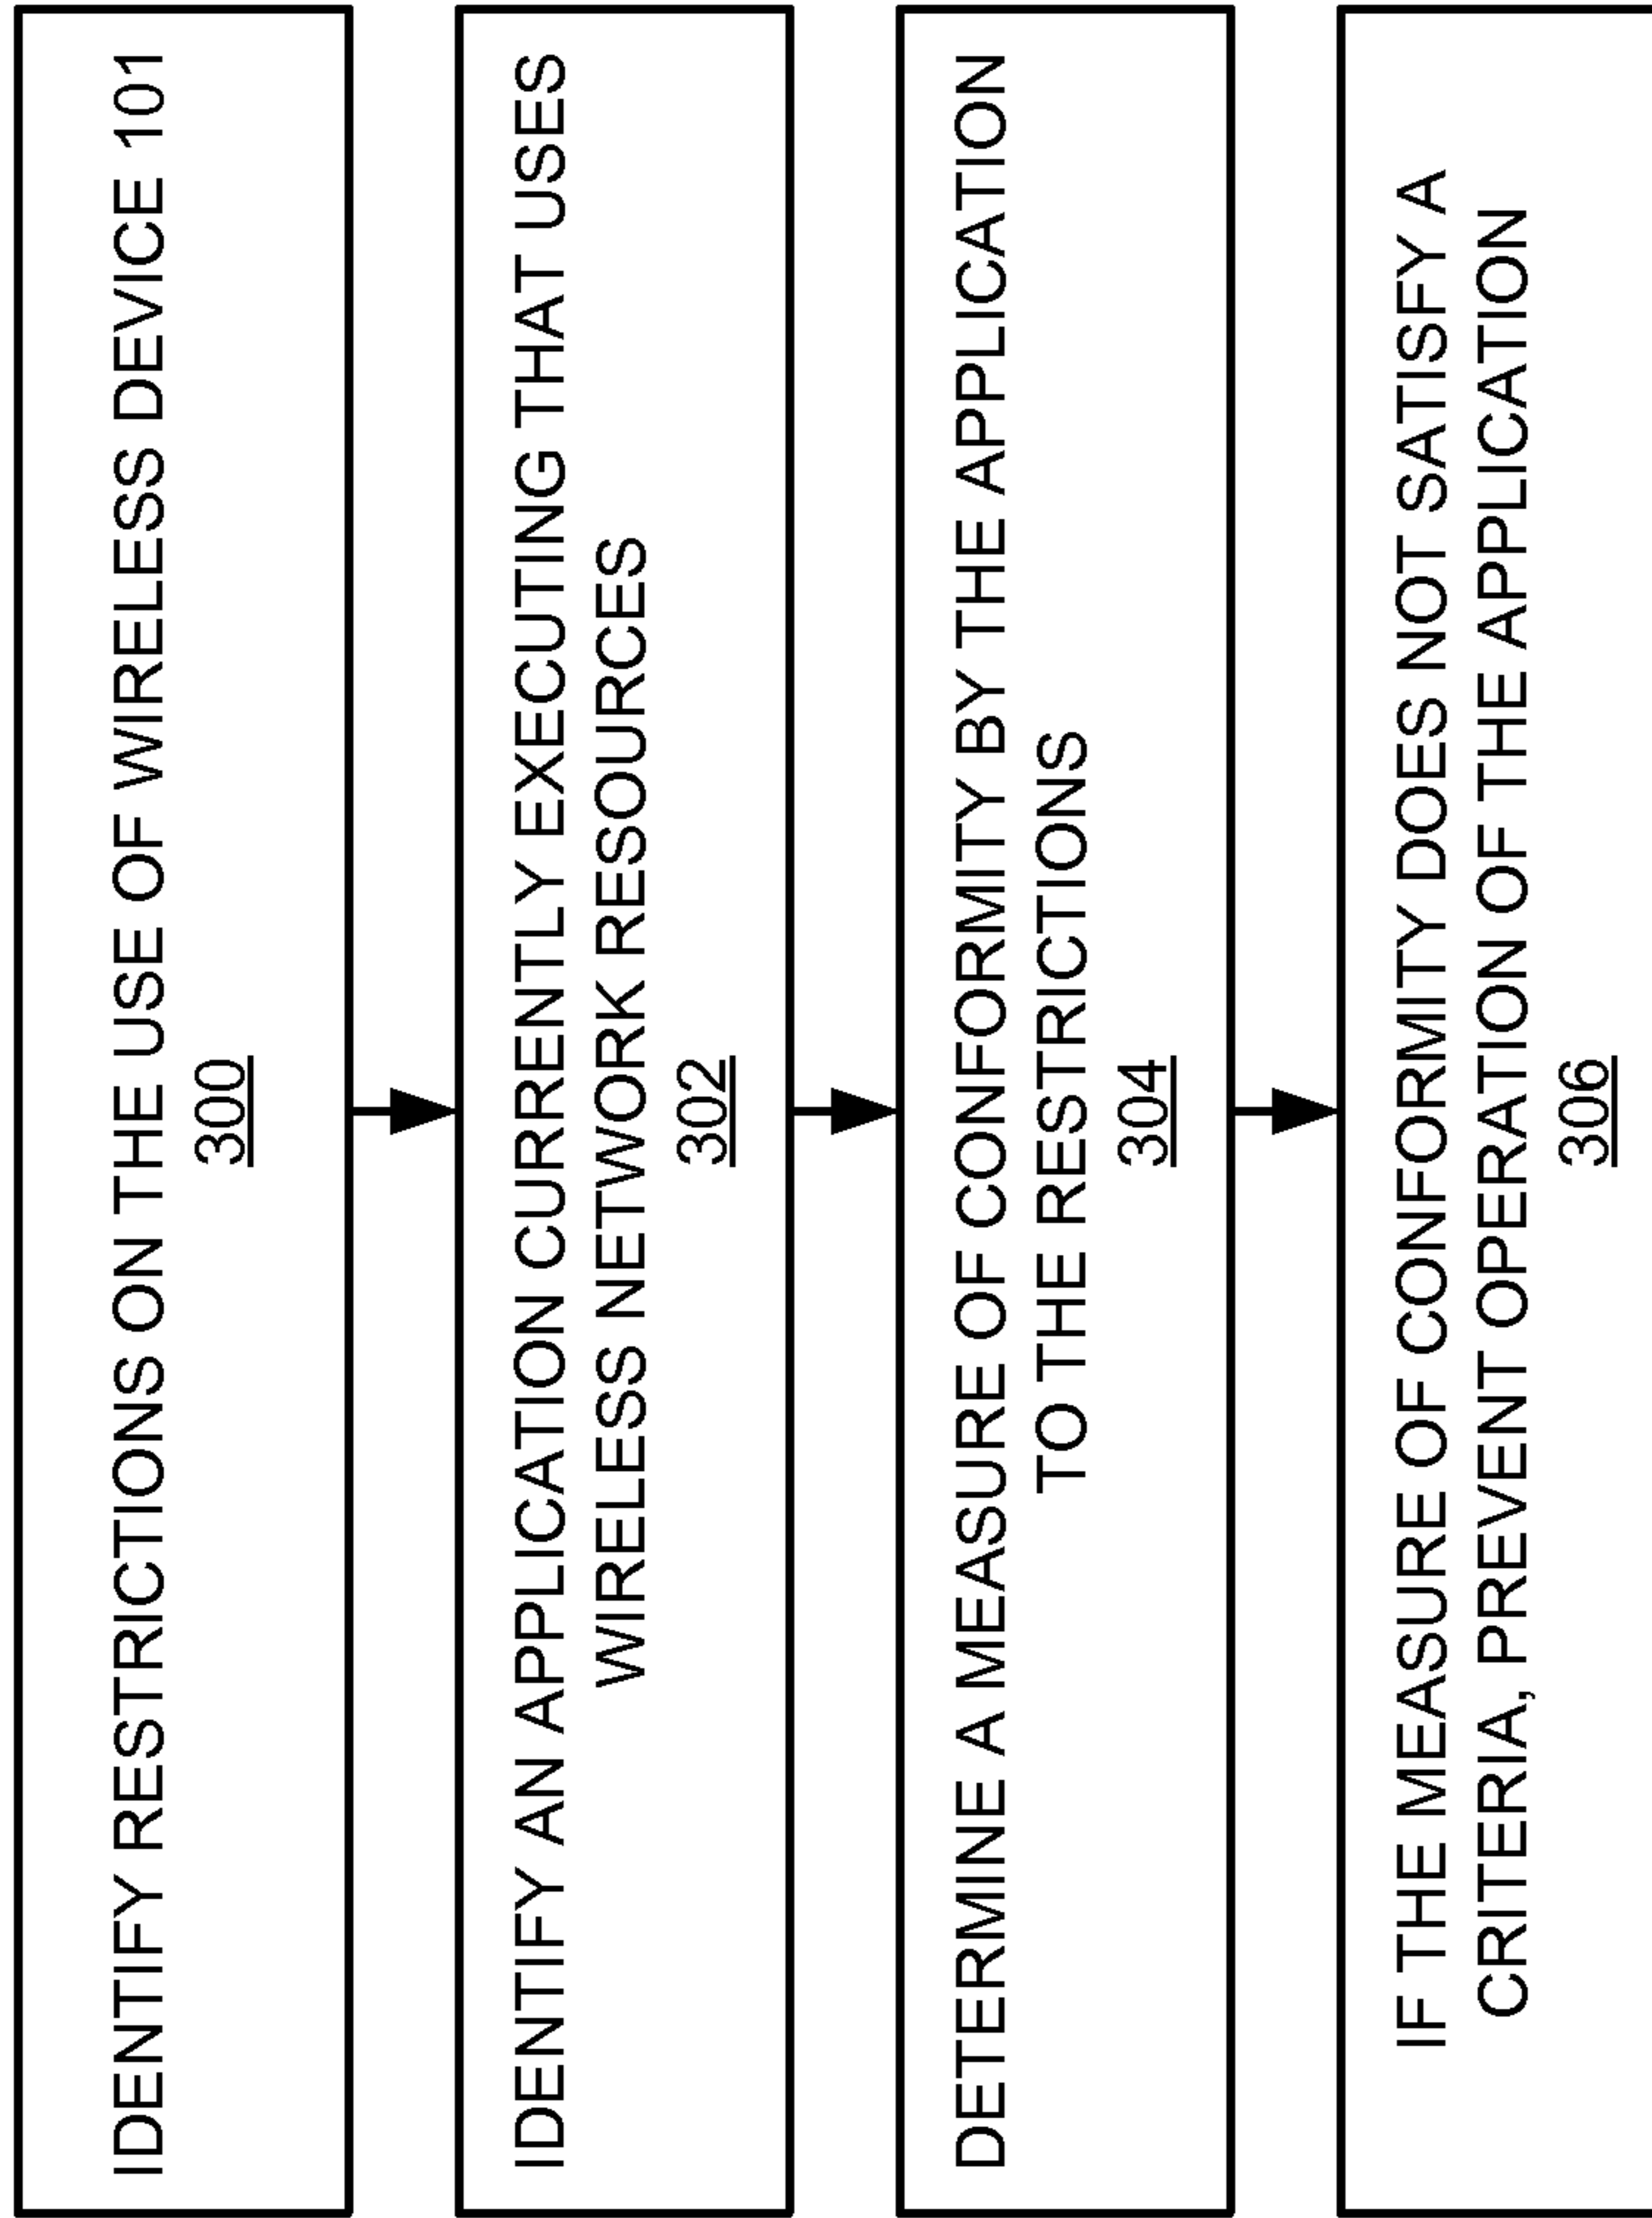 IDENTIFY RESTRICTIONS ON THE USE OF WIRELESS DEVICE 101
300
IDENTIFY AN APPLICATION CURRENTLY EXECUTING THAT USES
WIRELESS NETWORK RESOURCES
302
DETERMINE A MEASURE OF CONFORMITY BY THE APPLICATION
TO THE RESTRICTIONS
304
IF THE MEASURE OF CONFORMITY DOES NOT SATISFY A
CRITERIA, PREVENT OPERATION OF THE APPLICATION
306